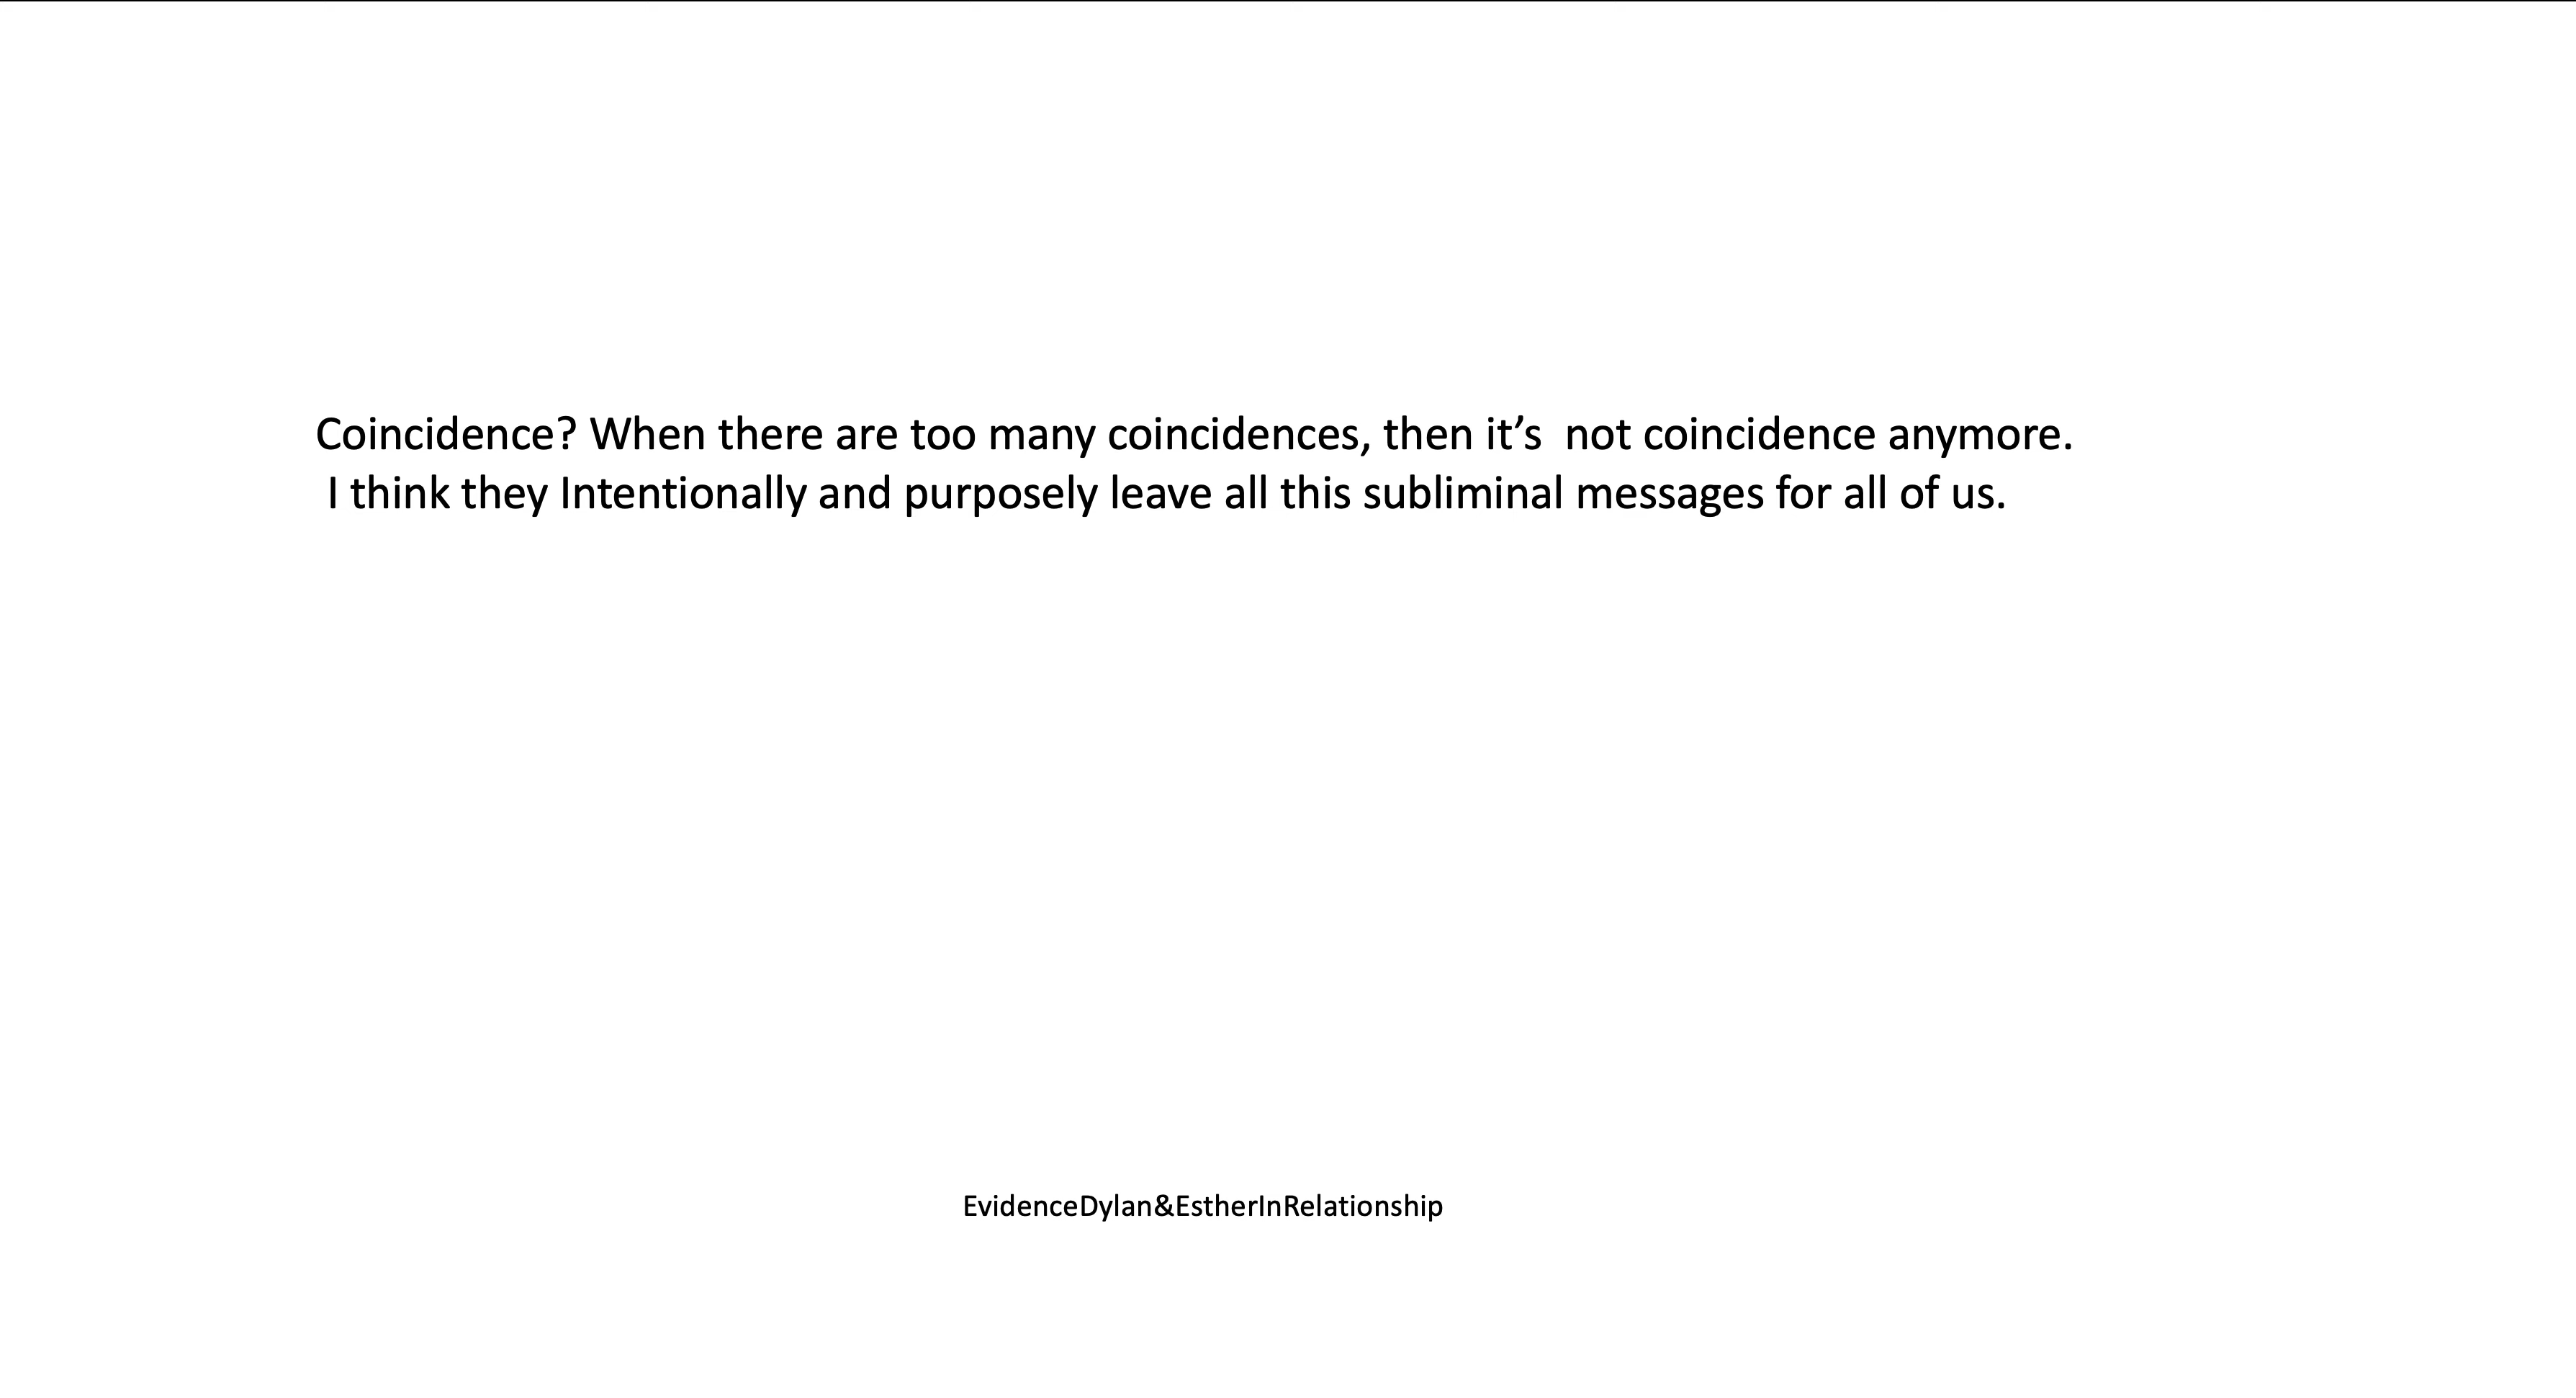 Coincidence? When there are too many coincidences, then it’s  not coincidence anymore.
I think they Intentionally and purposely leave all this subliminal messages for all of us.
EvidenceDylan&EstherInRelationship